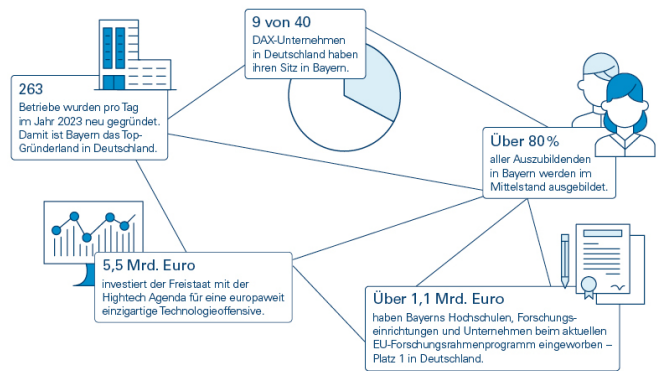 9 von 40
DAX-Unternehmen
in Deutschland haben
ihren Sitz in Bayern.
263
Betriebe wurden pro Tag
im Jahr 2023 neu gegründet.
Damit ist Bayern das Top-
Gründerland in Deutschland.
Über 80 %
aller Auszubildenden
in Bayern werden im
Mittelstand ausgebildet.
5,5 Mrd. Euro
investiert der Freistaat mit der
Hightech Agenda für eine europaweit
einzigartige Technologieoffensive.
Über 1,1 Mrd. Euro
haben Bayerns Hochschulen, Forschungs-
einrichtungen und Unternehmen beim aktuellen
EU-Forschungsrahmenprogramm eingeworben –
Platz 1 in Deutschland.